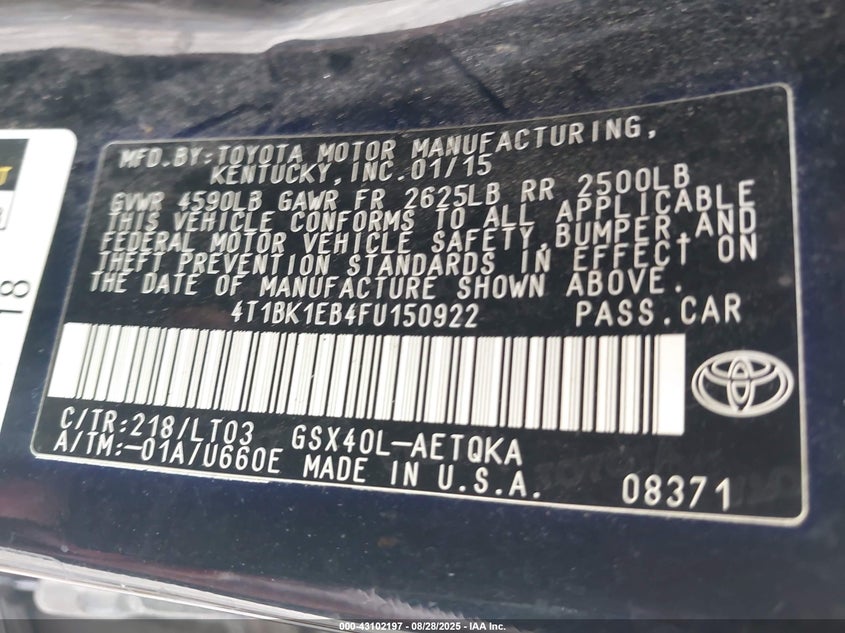 MFD.BY:TOYOTA MOTOR MANUFACTURING,
KENTUCKY,INC.01/15
GVWR 4590LB GAWR FR 2625LB RR 2500LB
THIS VEHICLE CONFORMS TO ALL APPLICABLE
FEDERAL MOTOR VEHICLE SAFETY,BUMPER,AND
THEFT PREVENTION STANDARDS IN EFFECT ON
THE DATE OF MANUFACTURE SHOWN ABOVE.
4T1BK1EB4FU150922 PASS.CAR
C/TR:218/LT03 GSX40L-AETQKA
A/TM:-01A/U660E MADE IN U.S.A.
08371
18
000-43102197 - 08/28/2025 - IAA Inc.